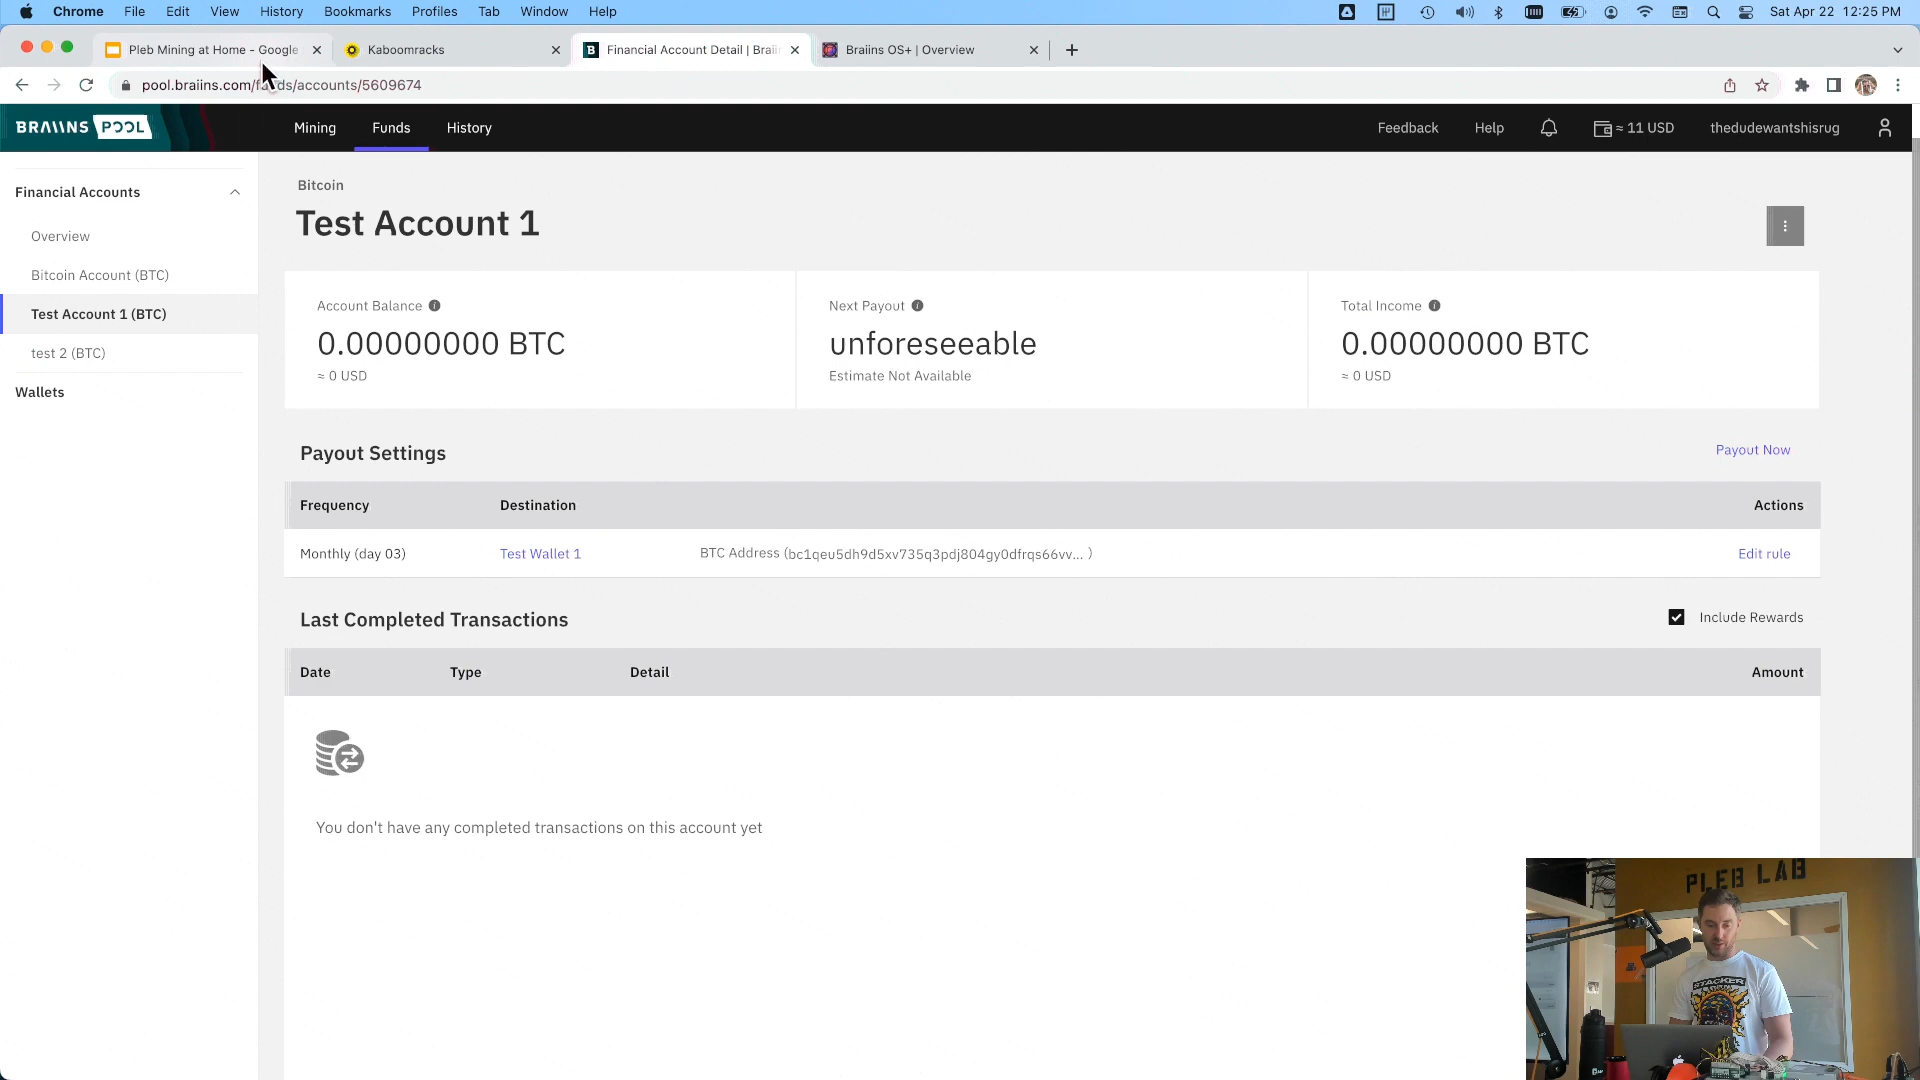 Chrome File Edit View History Bookmarks Profiles Tab Window Help Sat Apr 22 12:25 PM
Pleb Mining at Home - Google
Kaboomracks
Financial Account Detail | Braii
Braiins OS+ | Overview
pool.braiins.com/funds/accounts/5609674
BRAIINS POOL
Mining Funds History Feedback Help ≈ 11 USD thedudewantshisrug
Financial Accounts
Overview
Bitcoin Account (BTC)
Test Account 1 (BTC)
test 2 (BTC)
Wallets
Bitcoin
Test Account 1
Account Balance
0.00000000 BTC
≈ 0 USD
Next Payout
unforeseeable
Estimate Not Available
Total Income
0.00000000 BTC
≈ 0 USD
Payout Settings
Payout Now
Frequency Destination Actions
Monthly (day 03) Test Wallet 1 BTC Address (bc1qeu5dh9d5xv735q3pdj804gy0dfrqs66vv... ) Edit rule
Last Completed Transactions
Include Rewards
Date Type Detail Amount
You don't have any completed transactions on this account yet
PLEB LAB
STACKER